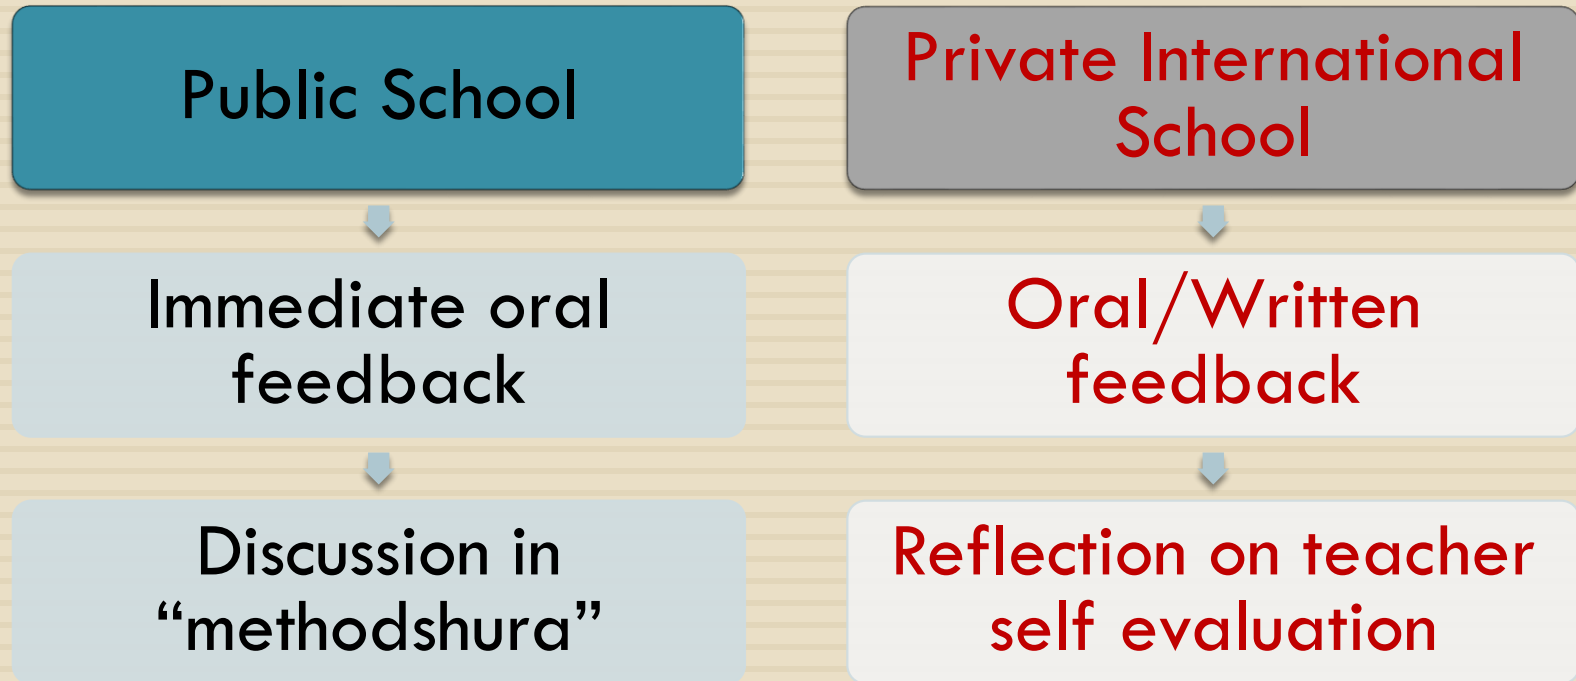 Public School
Immediate oral
feedback
Discussion in
“methodshura”
Private International
School
Oral/Written
feedback
Reflection on teacher
self evaluation